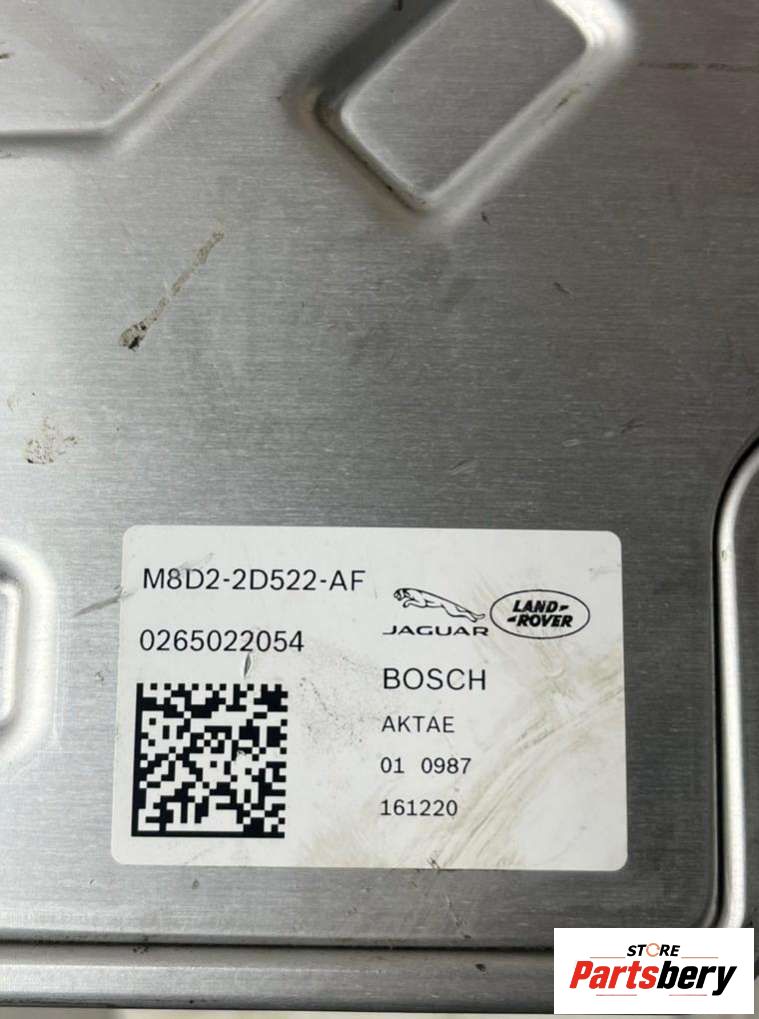 M8D2-2D522-AF
0265022054
JAGUAR
LAND-
-ROVER
BOSCH
AKTAE
01 0987
161220
STORE
Partsbery